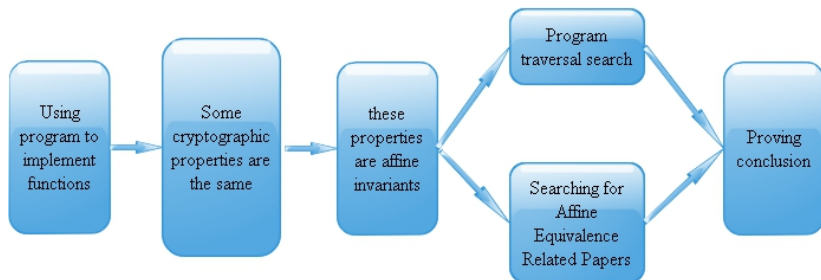 Using
program to
implement
functions
Some
cryptographic
properties are
the same
these
properties
are affine
invariants
Program
traversal search
Searching for
Affine
Equivalence
Related Papers
Proving
conclusion